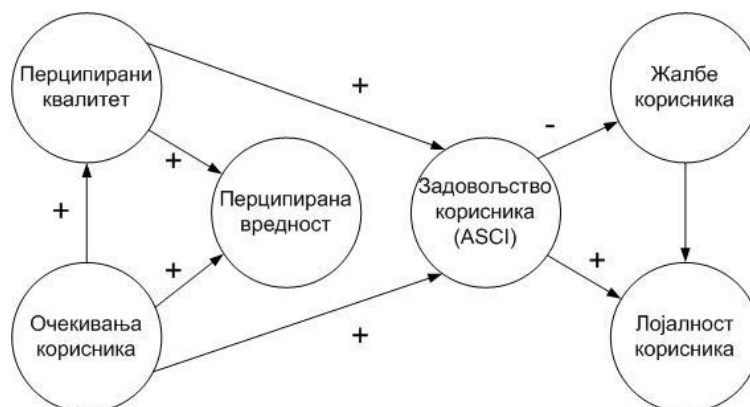 Перципирани
квалитет
+
+
+
Перципирана
вредност
+
Очекивања
корисника
+
Задовољство
корисника
(ASCI)
-
Жалбе
корисника
+
Лојалност
корисника